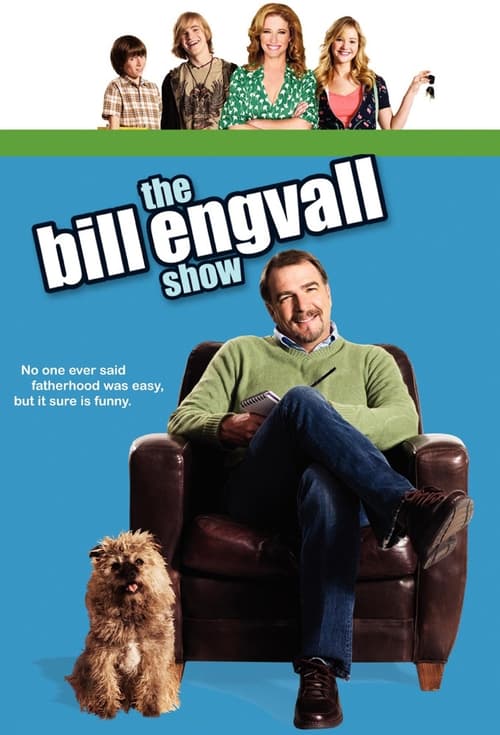 the
bill engvall
show
No one ever said
fatherhood was easy,
but it sure is funny.